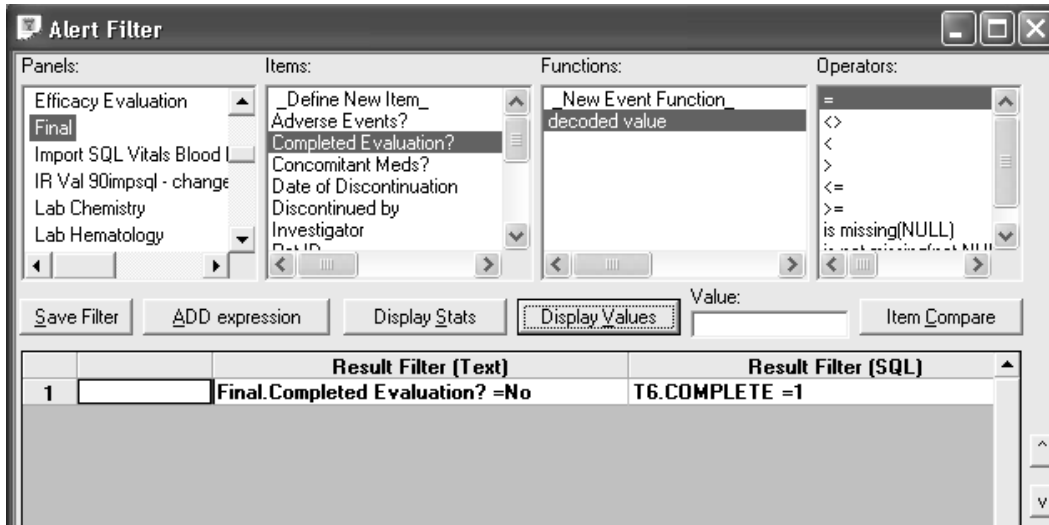 Alert Filter
Panels: Items: Functions: Operators:
Efficacy Evaluation
Final
Import SQL Vitals Blood
IR Val 90impsql - change
Lab Chemistry
Lab Hematology
_Define New Item_
Adverse Events?
Completed Evaluation?
Concomitant Meds?
Date of Discontinuation
Discontinued by
Investigator
_New Event Function_
decoded value
=
<>
<
>
<=
>=
is missing(NULL)
Value:
Save Filter ADD expression Display Stats Display Values Item Compare
Result Filter (Text) Result Filter (SQL)
1 Final.Completed Evaluation? =No T6.COMPLETE =1
^
v